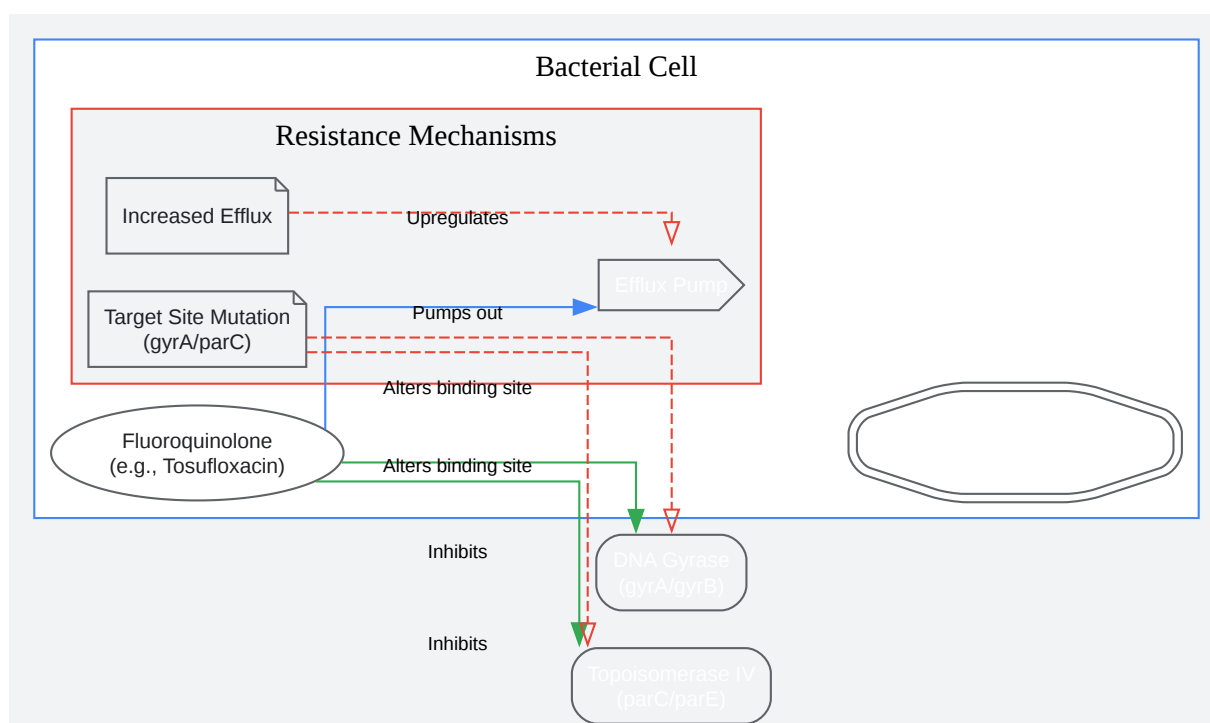 Bacterial Cell
Resistance Mechanisms
Increased Efflux
Upregulates
Efflux Pump
Target Site Mutation
(gyrA/parC)
Pumps out
Alters binding site
Fluoroquinolone
(e.g., Tosufloxacin)
Alters binding site
Inhibits
DNA Gyrase
(gyrA/gyrB)
Inhibits
Topoisomerase IV
(parC/parE)